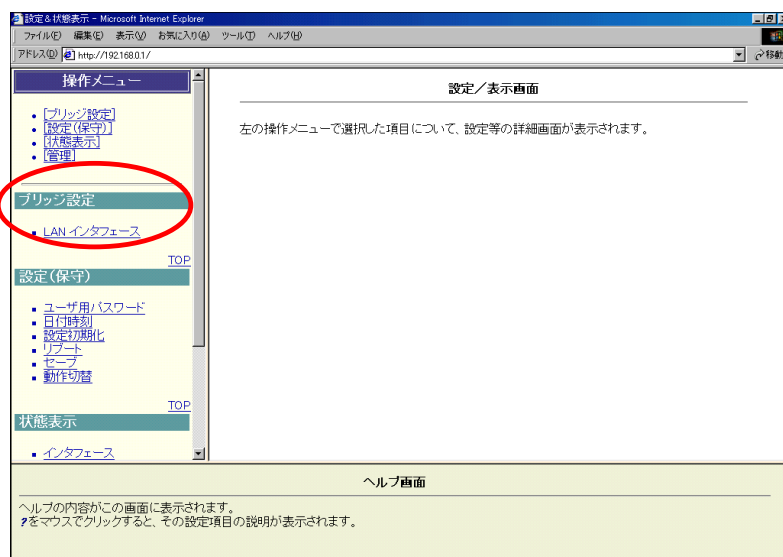 設定&状態表示 - Microsoft Internet Explorer
ファイル(F) 編集(E) 表示(V) お気に入り(A) ツール(T) ヘルプ(H)
アドレス(D) http://192.168.0.1/ 移動
操作メニュー
[ブリッジ設定]
[設定(保守)]
[状態表示]
[管理]
ブリッジ設定
LAN インタフェース
TOP
設定(保守)
ユーザ用パスワード
日付時刻
設定初期化
リブート
セーブ
動作切替
TOP
状態表示
インタフェース
設定/表示画面
左の操作メニューで選択した項目について、設定等の詳細画面が表示されます。
ヘルプ画面
ヘルプの内容がこの画面に表示されます。
?をマウスでクリックすると、その設定項目の説明が表示されます。